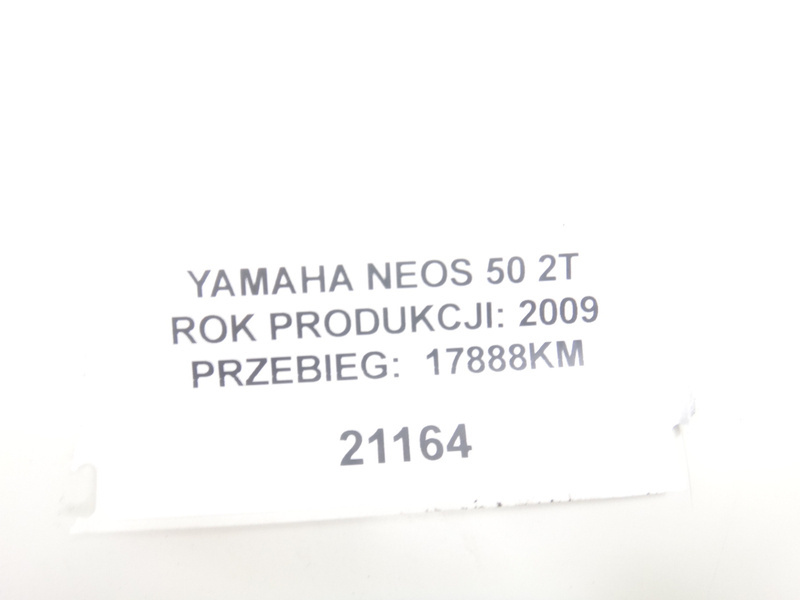 YAMAHA NEOS 50 2T
ROK PRODUKCJI: 2009
PRZEBIEG: 17888KM
21164